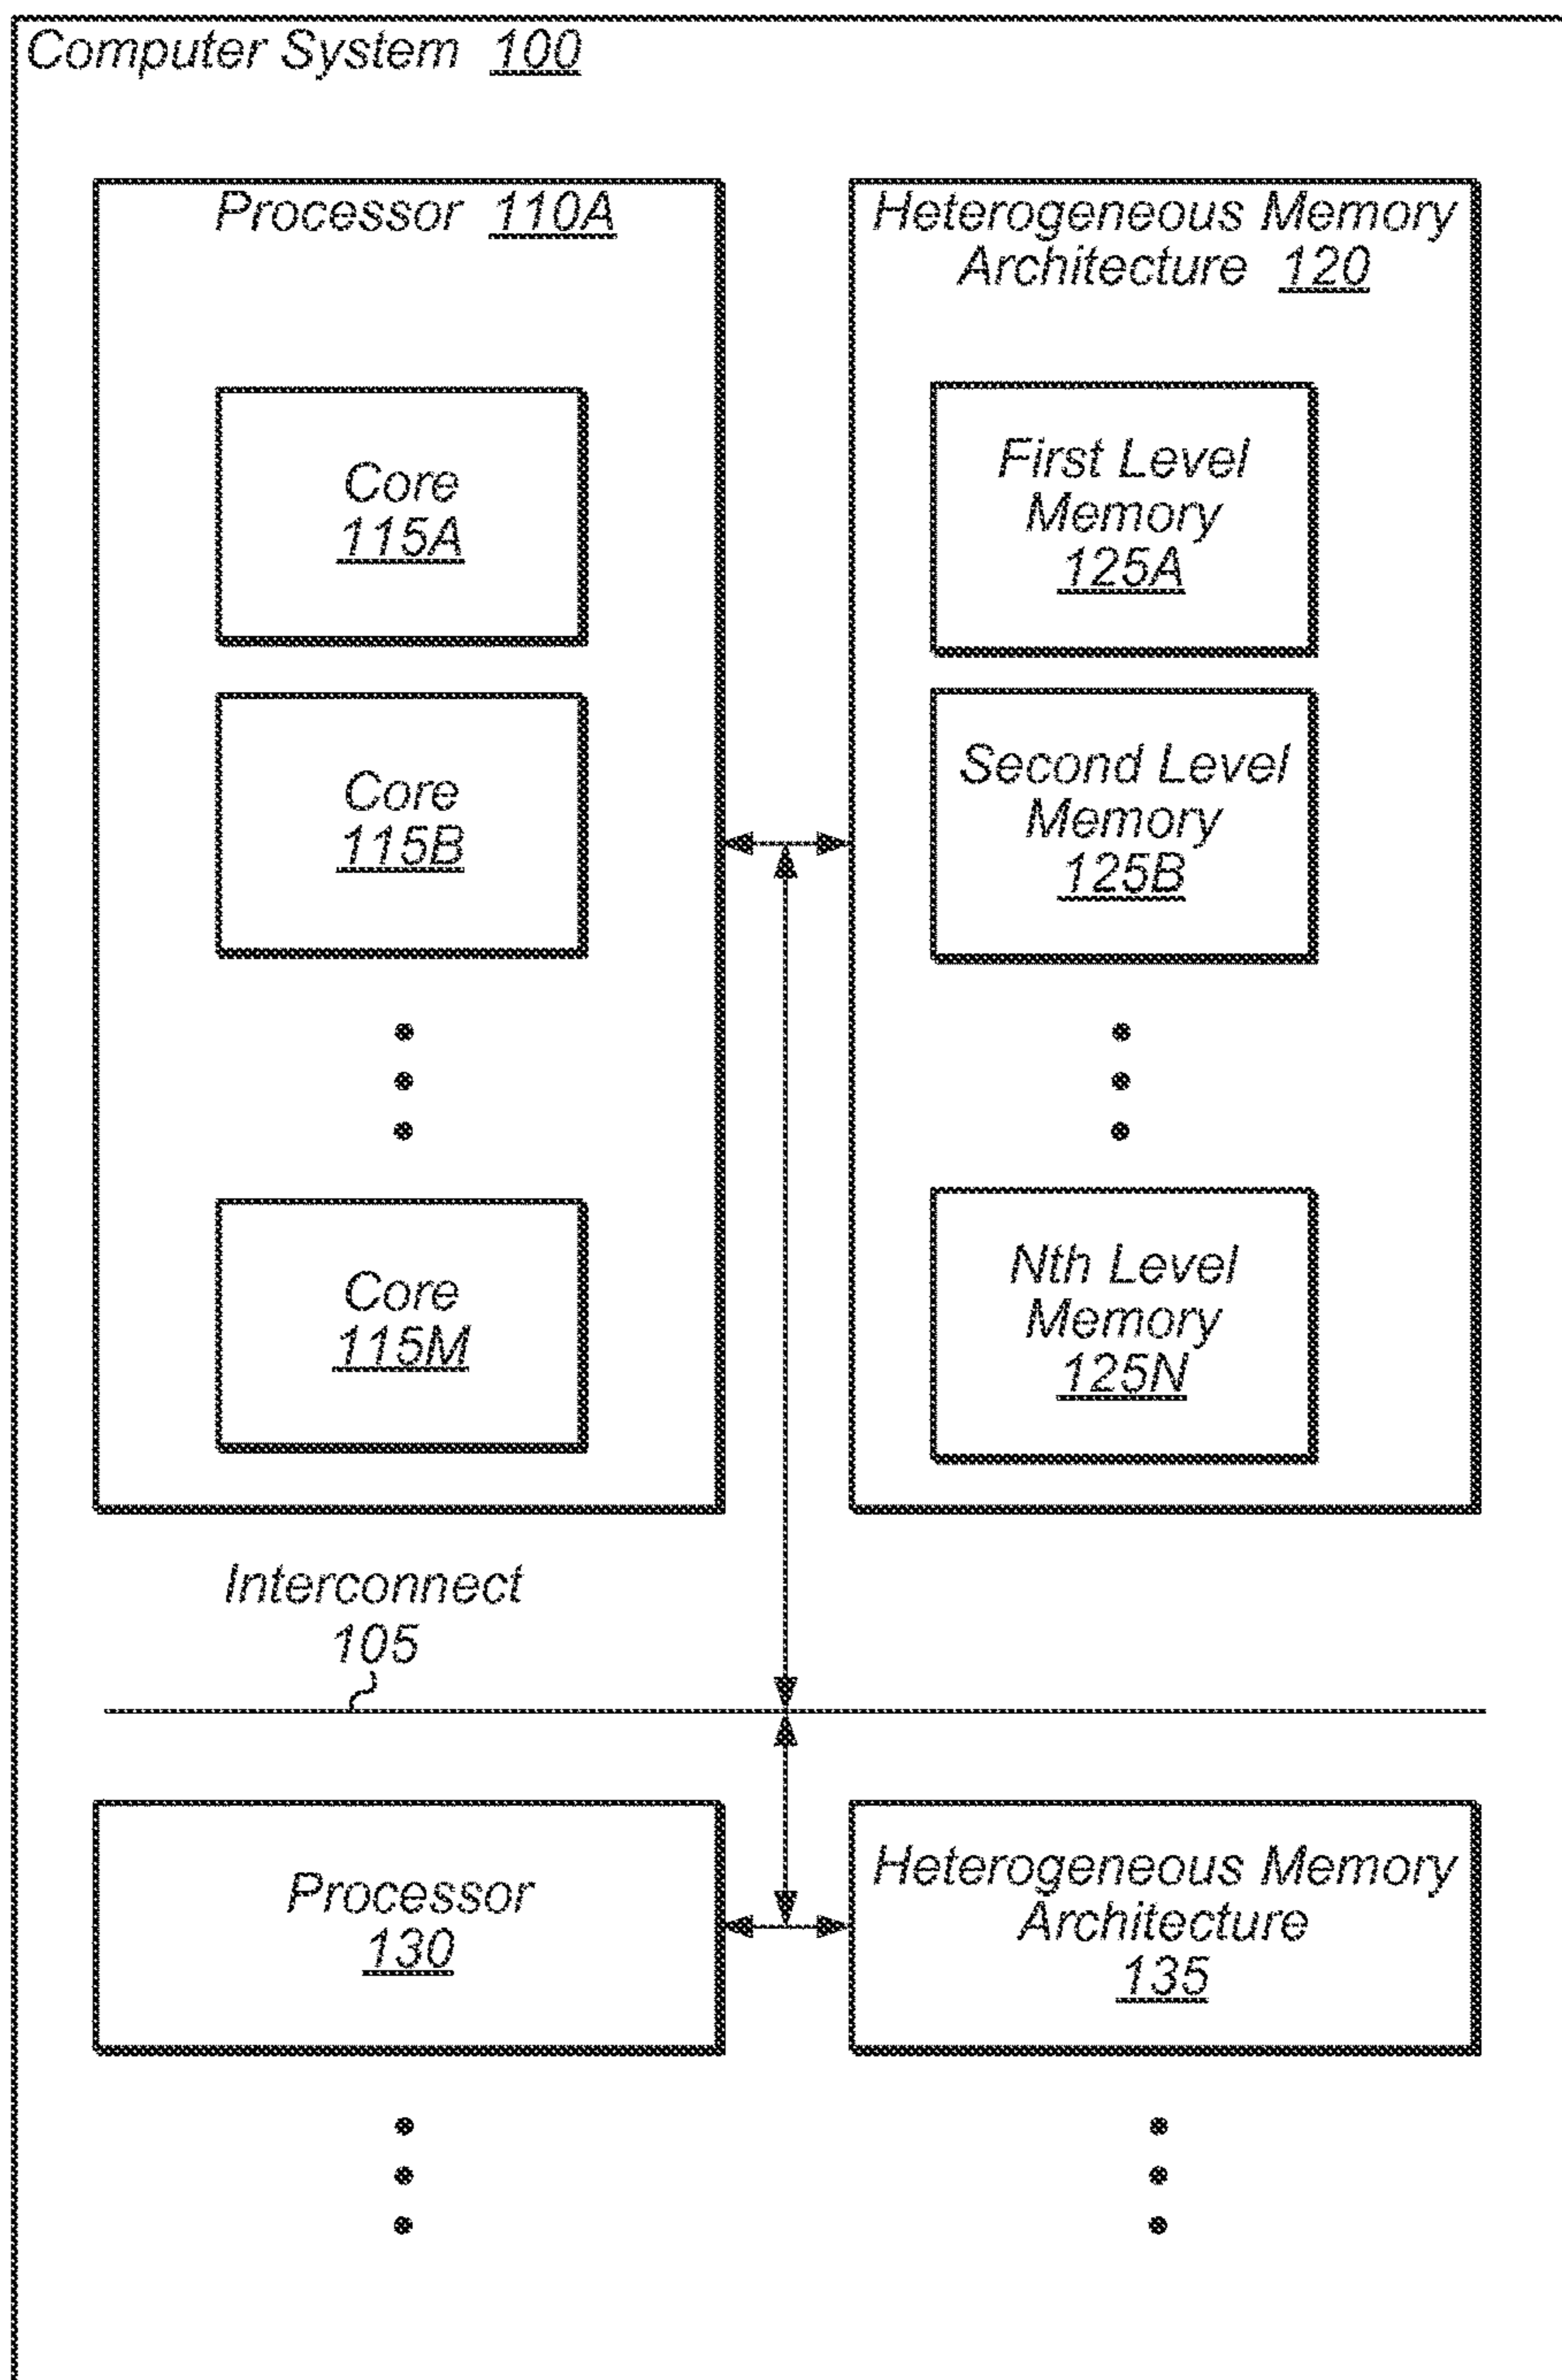 Computer System 100
Processor 110A
Core
115A
Core
115B
Core
115M
Heterogeneous Memory
Architecture 120
First Level
Memory
125A
Second Level
Memory
125B
Nth Level
Memory
125N
Interconnect
105
Processor
130
Heterogeneous Memory
Architecture
135